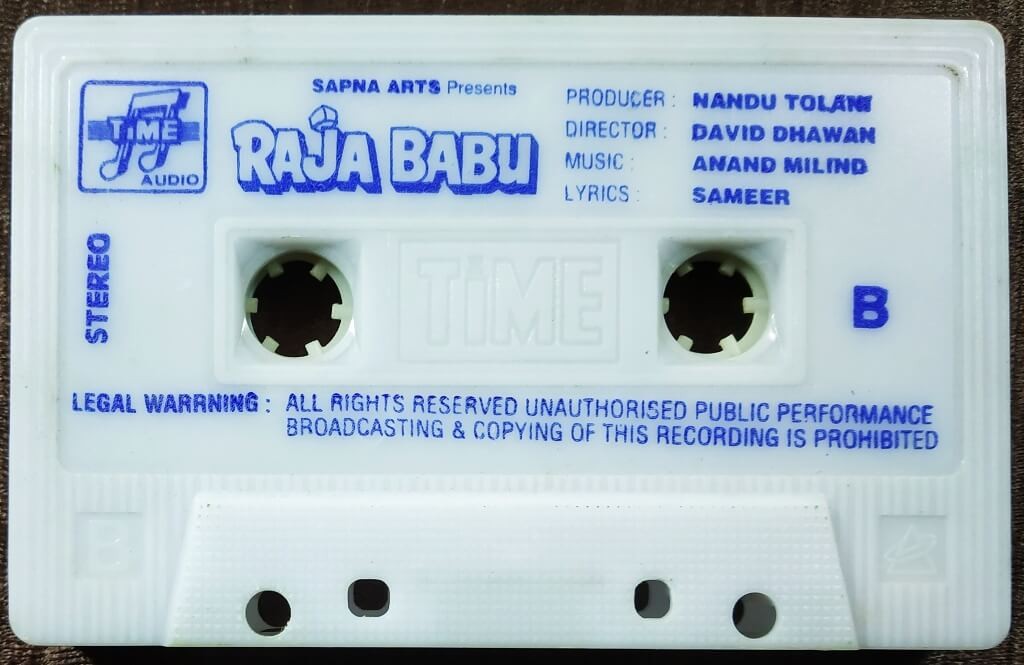 TiME
AUDIO
SAPNA ARTS Presents
RAJA BABU
PRODUCER : NANDU TOLANI
DIRECTOR : DAVID DHAWAN
MUSIC : ANAND MILIND
LYRICS : SAMEER
STEREO
TiME
B
LEGAL WARRNING : ALL RIGHTS RESERVED UNAUTHORISED PUBLIC PERFORMANCE
BROADCASTING & COPYING OF THIS RECORDING IS PROHIBITED
B